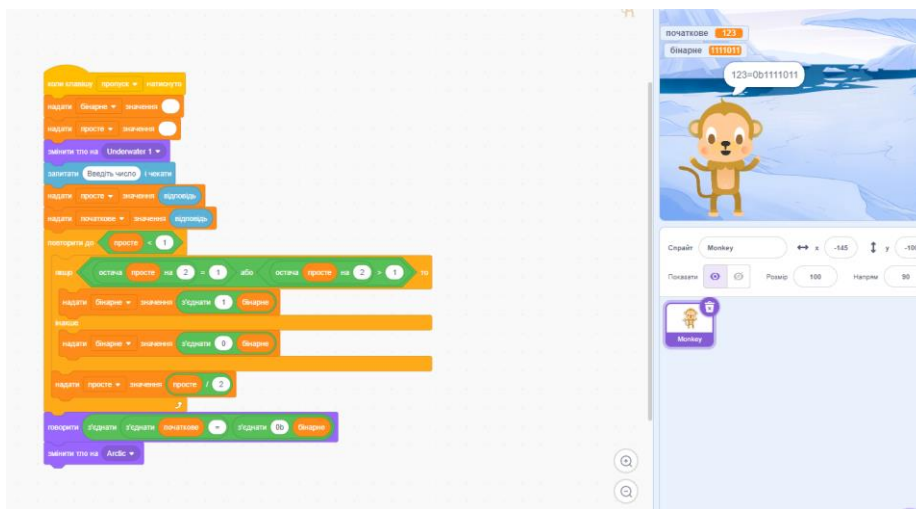 коли клавішу пропуск натиснуто
надати бінарне значення
надати просте значення
змінити тло на Underwater 1
запитати Введіть число і чекати
надати просте значення відповідь
надати початкове значення відповідь
повторити до просте < 1
якщо остача просте на 2 = 1 або остача просте на 2 > 1 то
надати бінарне значення з'єднати 1 бінарне
інакше
надати бінарне значення з'єднати 0 бінарне
надати просте значення просте / 2
говорити з'єднати з'єднати початкове = з'єднати 0b бінарне
змінити тло на Arctic
початкове 123
бінарне 1111011
123=0b1111011
Спрайт Monkey x -145 y -100
Показати Розмір 100 Напрям 90
Monkey